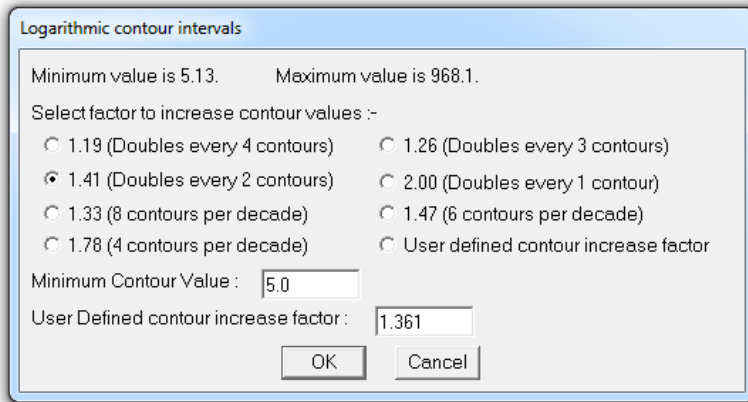 Logarithmic contour intervals
Minimum value is 5.13. Maximum value is 968.1.
Select factor to increase contour values :-
1.19 (Doubles every 4 contours) 1.26 (Doubles every 3 contours)
1.41 (Doubles every 2 contours) 2.00 (Doubles every 1 contour)
1.33 (8 contours per decade) 1.47 (6 contours per decade)
1.78 (4 contours per decade) User defined contour increase factor
Minimum Contour Value : 5.0
User Defined contour increase factor : 1.361
OK Cancel